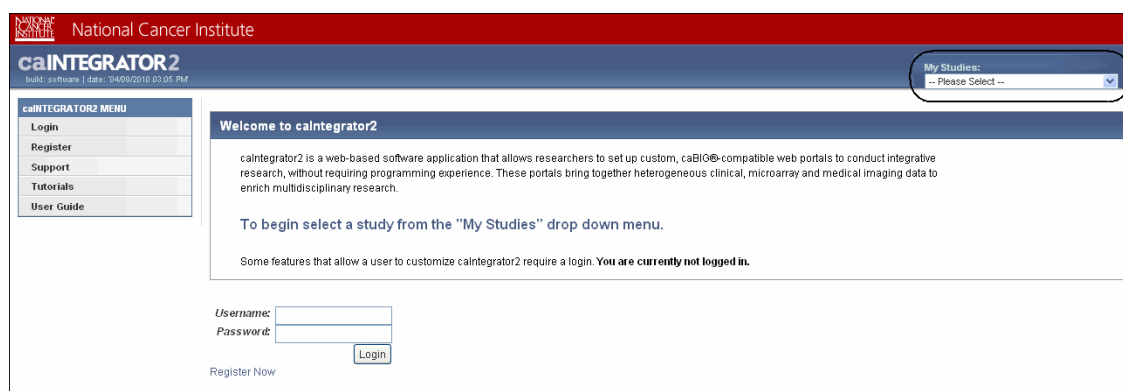 NATIONAL CANCER INSTITUTE National Cancer Institute
caINTEGRATOR2
build: software | date: '04/09/2010 03:05 PM'
My Studies:
-- Please Select --
caINTEGRATOR2 MENU
Login
Register
Support
Tutorials
User Guide
Welcome to caIntegrator2
caIntegrator2 is a web-based software application that allows researchers to set up custom, caBIG®-compatible web portals to conduct integrative
research, without requiring programming experience. These portals bring together heterogeneous clinical, microarray and medical imaging data to
enrich multidisciplinary research.
To begin select a study from the "My Studies" drop down menu.
Some features that allow a user to customize caIntegrator2 require a login. You are currently not logged in.
Username:
Password:
Login
Register Now